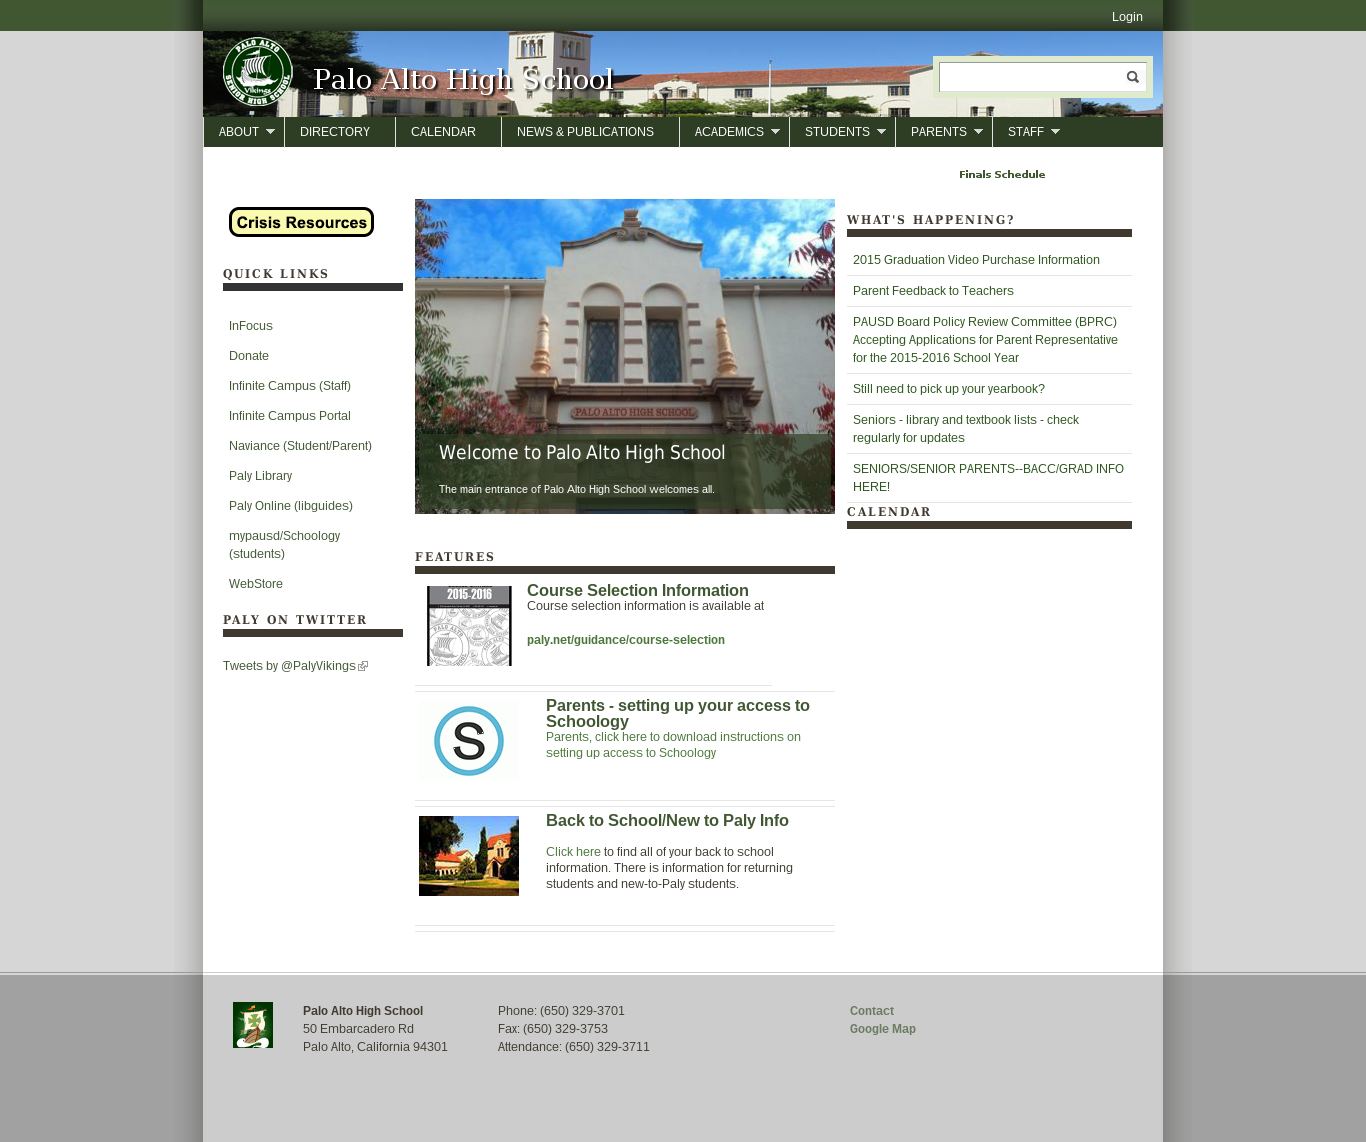 Login
PALO ALTO
Vikings
SENIOR HIGH SCHOOL
Palo Alto High School
ABOUT
DIRECTORY
CALENDAR
NEWS & PUBLICATIONS
ACADEMICS
STUDENTS
PARENTS
STAFF
Finals Schedule
Crisis Resources
QUICK LINKS
InFocus
Donate
Infinite Campus (Staff)
Infinite Campus Portal
Naviance (Student/Parent)
Paly Library
Paly Online (libguides)
mypausd/Schoology
(students)
WebStore
PALY ON TWITTER
Tweets by @PalyVikings
PALO ALTO HIGH SCHOOL
Welcome to Palo Alto High School
The main entrance of Palo Alto High School welcomes all.
FEATURES
2015-2016
Course Selection Information
Course selection information is available at
paly.net/guidance/course-selection
S
Parents - setting up your access to
Schoology
Parents, click here to download instructions on
setting up access to Schoology
Back to School/New to Paly Info
Click here to find all of your back to school
information. There is information for returning
students and new-to-Paly students.
WHAT'S HAPPENING?
2015 Graduation Video Purchase Information
Parent Feedback to Teachers
PAUSD Board Policy Review Committee (BPRC)
Accepting Applications for Parent Representative
for the 2015-2016 School Year
Still need to pick up your yearbook?
Seniors - library and textbook lists - check
regularly for updates
SENIORS/SENIOR PARENTS--BACC/GRAD INFO
HERE!
CALENDAR
Palo Alto High School
50 Embarcadero Rd
Palo Alto, California 94301
Phone: (650) 329-3701
Fax: (650) 329-3753
Attendance: (650) 329-3711
Contact
Google Map